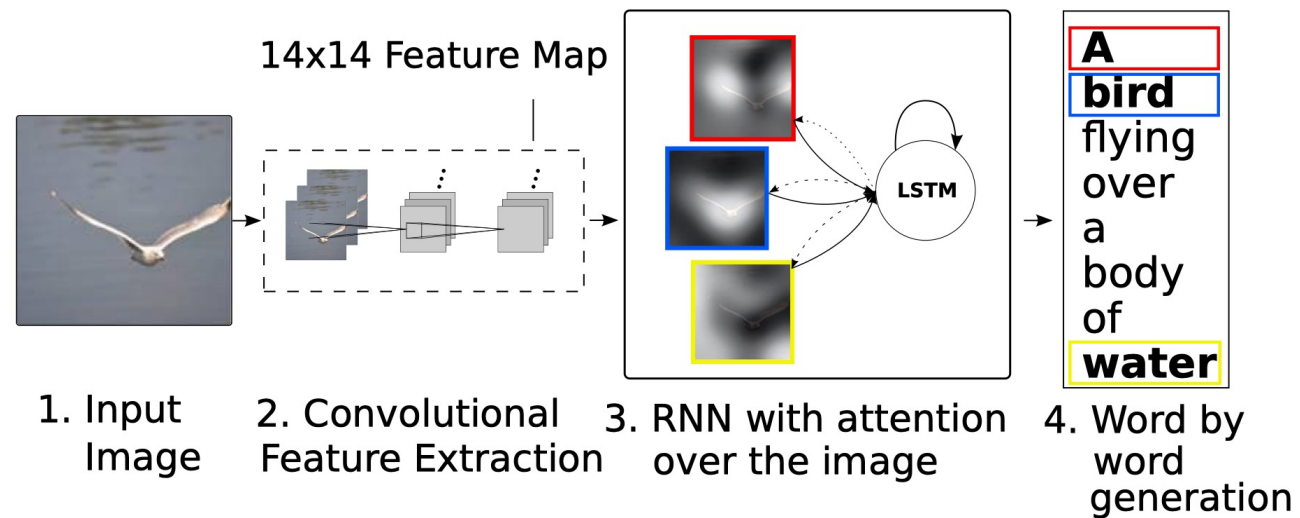 14x14 Feature Map
LSTM
A
bird
flying
over
a
body
of
water
1. Input
Image
2. Convolutional
Feature Extraction
3. RNN with attention
over the image
4. Word by
word
generation